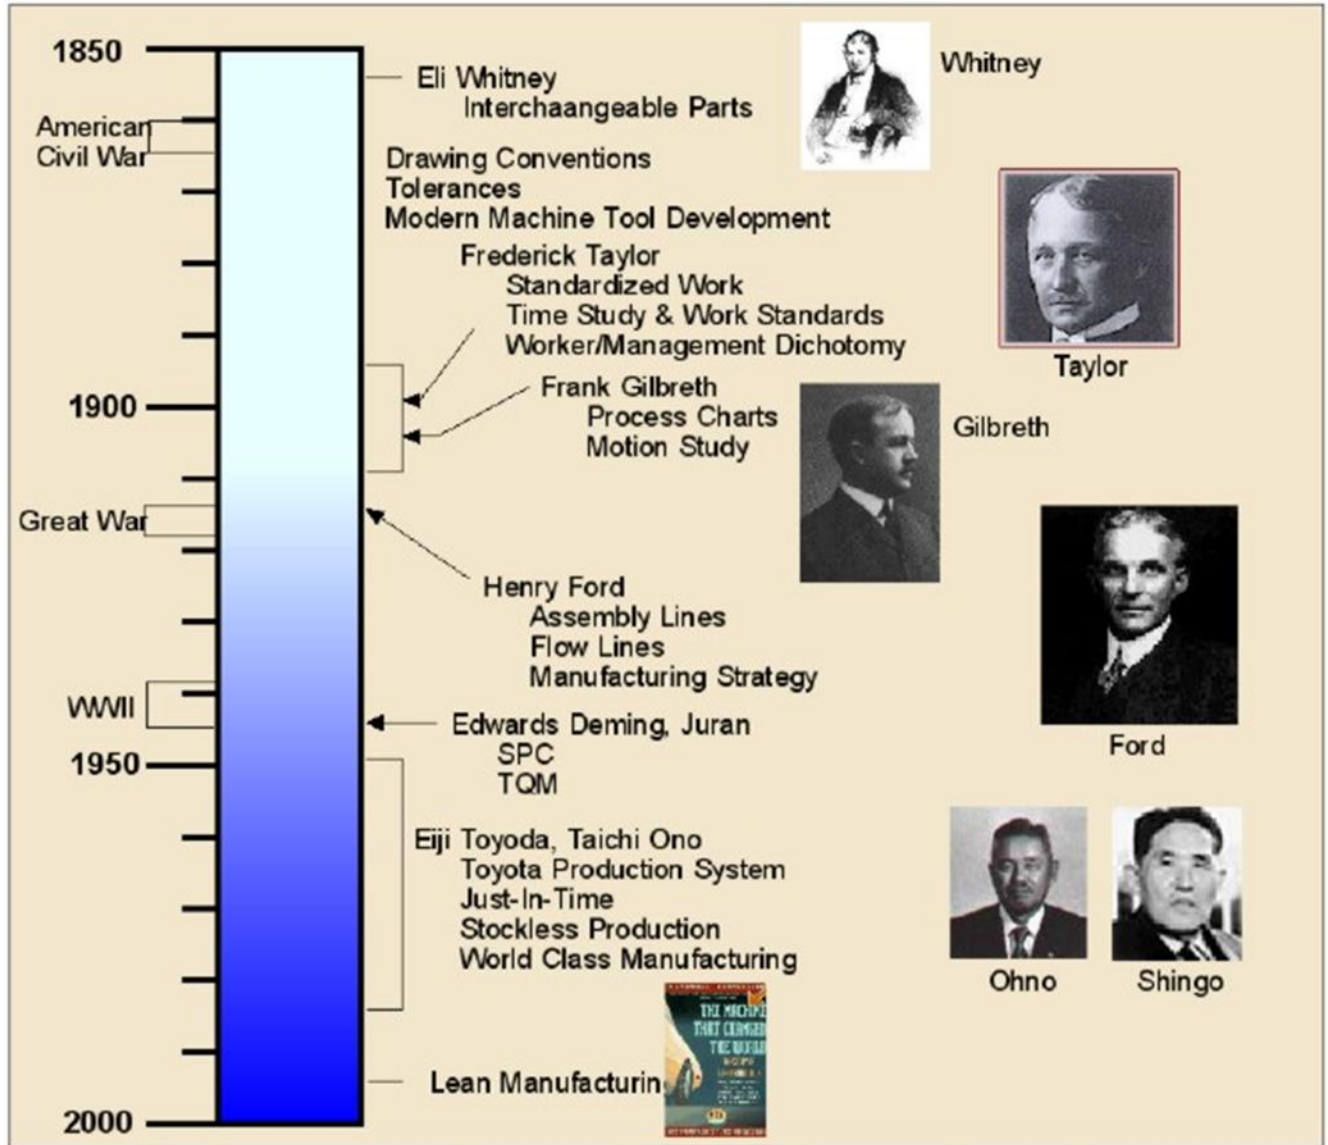 1850
Eli Whitney
Interchaangeable Parts
Whitney
American
Civil War
Drawing Conventions
Tolerances
Modern Machine Tool Development
Frederick Taylor
Standardized Work
Time Study & Work Standards
Worker/Management Dichotomy
Taylor
1900
Frank Gilbreth
Process Charts
Motion Study
Gilbreth
Great War
Henry Ford
Assembly Lines
Flow Lines
Manufacturing Strategy
Ford
WWII
Edwards Deming, Juran
SPC
TQM
1950
Eiji Toyoda, Taichi Ono
Toyota Production System
Just-In-Time
Stockless Production
World Class Manufacturing
Ohno
Shingo
THE MACHINE
THAT CHANGED
THE WORLD
Lean Manufacturin
2000